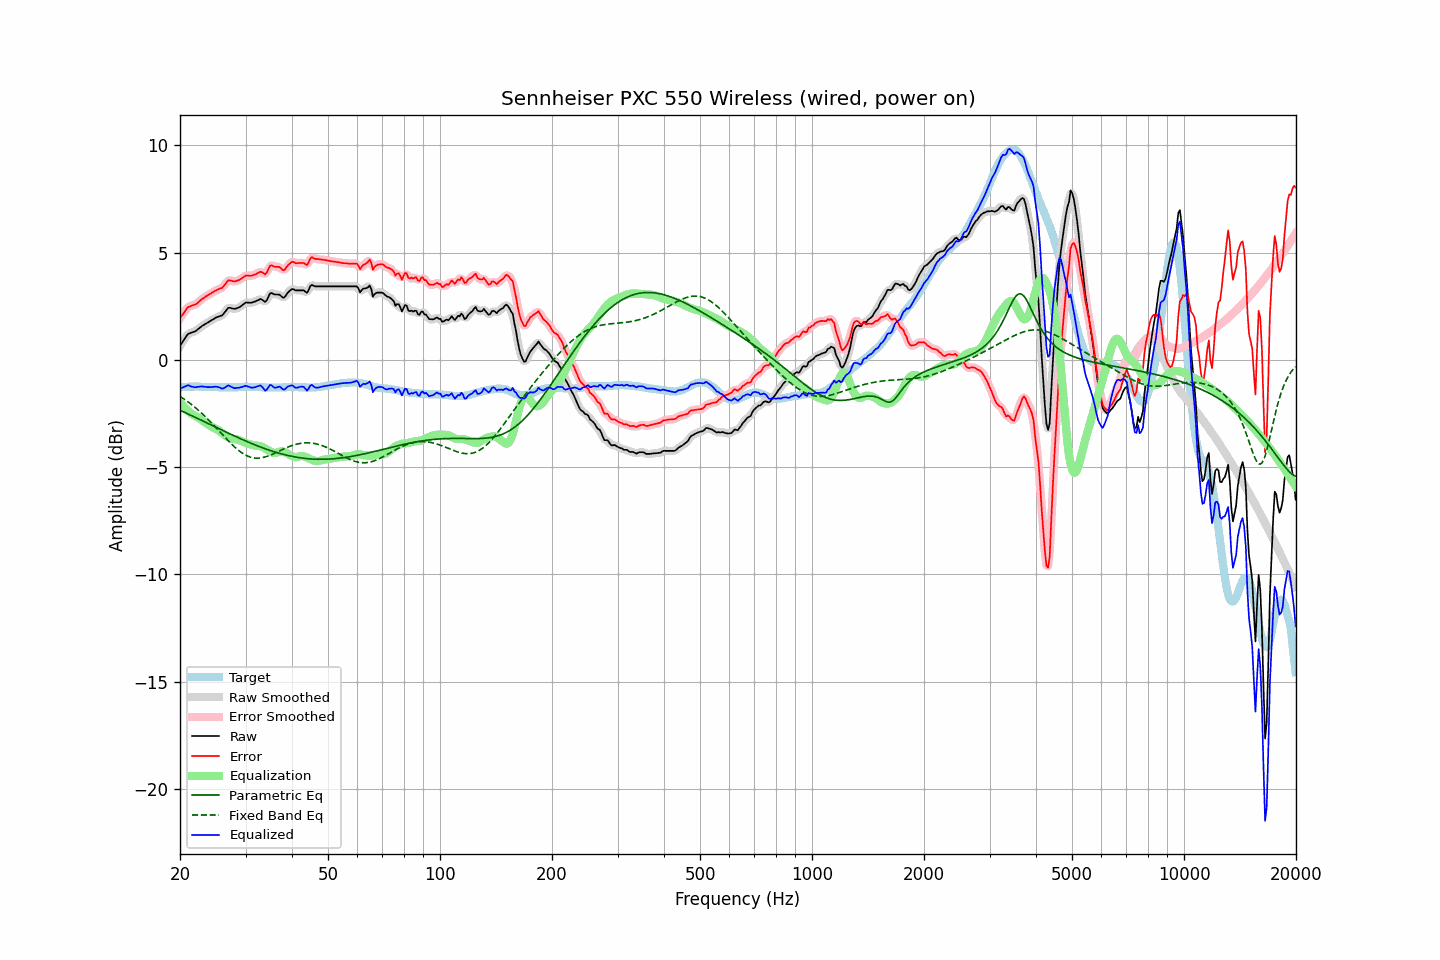 Sennheiser PXC 550 Wireless (wired, power on)
10
5
0
−5
−10
−15
−20
Amplitude (dBr)
Target
Raw Smoothed
Error Smoothed
Raw
Error
Equalization
Parametric Eq
Fixed Band Eq
Equalized
20 50 100 200 500 1000 2000 5000 10000 20000
Frequency (Hz)